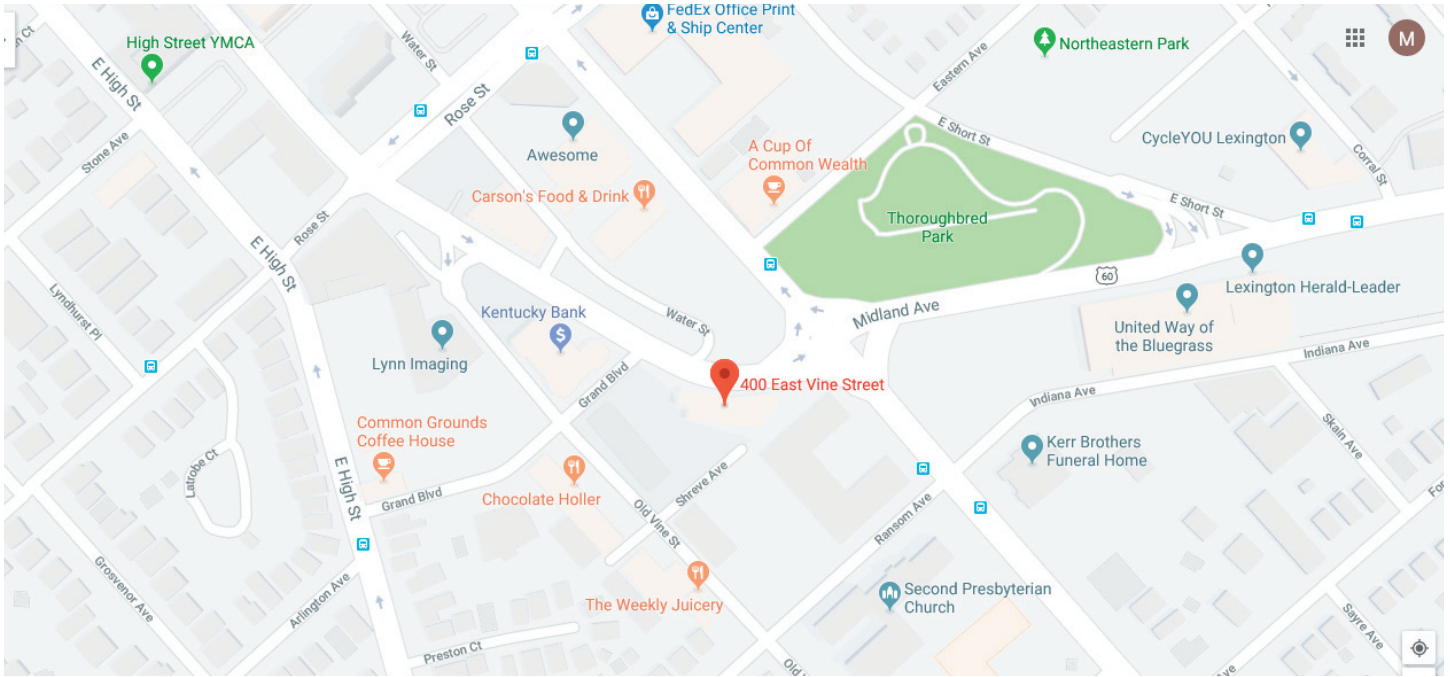 FedEx Office Print
& Ship Center
High Street YMCA
Northeastern Park
M
E High St
Water St
Eastern Ave
Rose St
E Short St
Stone Ave
Awesome
A Cup Of
Common Wealth
CycleYOU Lexington
Corral St
Carson's Food & Drink
Thoroughbred
Park
E Short St
Rose St
E High St
60
Lexington Herald-Leader
Lyndhurst Pl
Kentucky Bank
$
Water St
Midland Ave
United Way of
the Bluegrass
Indiana Ave
Lynn Imaging
Grand Blvd
400 East Vine Street
Indiana Ave
Common Grounds
Coffee House
Skain Ave
Kerr Brothers
Funeral Home
Latrobe Ct
E High St
Grand Blvd
Chocolate Holler
Shreve Ave
Old Vine St
Ransom Ave
Grosvenor Ave
Arlington Ave
The Weekly Juicery
Second Presbyterian
Church
Sayre Ave
Preston Ct